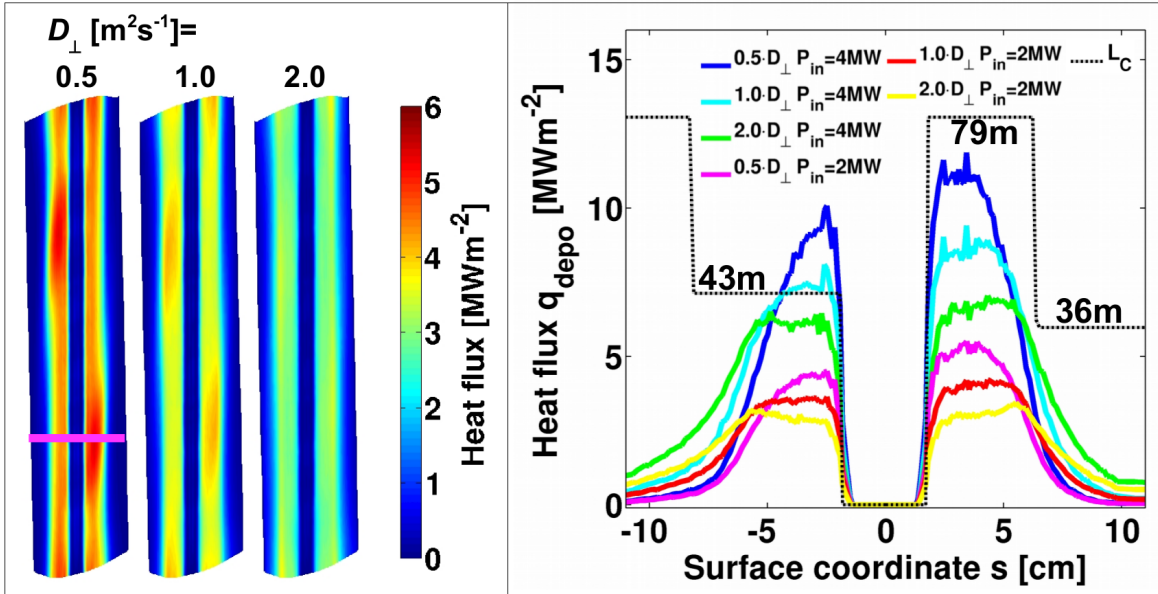 D⊥ [m²s⁻¹]=
0.5 1.0 2.0
6
5
4
3
2
1
0
Heat flux [MWm⁻²]
15
10
5
0
Heat flux q_depo [MWm⁻²]
0.5·D⊥ P_in=4MW
1.0·D⊥ P_in=4MW
2.0·D⊥ P_in=4MW
0.5·D⊥ P_in=2MW
1.0·D⊥ P_in=2MW
2.0·D⊥ P_in=2MW
L_C
79m
43m
36m
-10 -5 0 5 10
Surface coordinate s [cm]